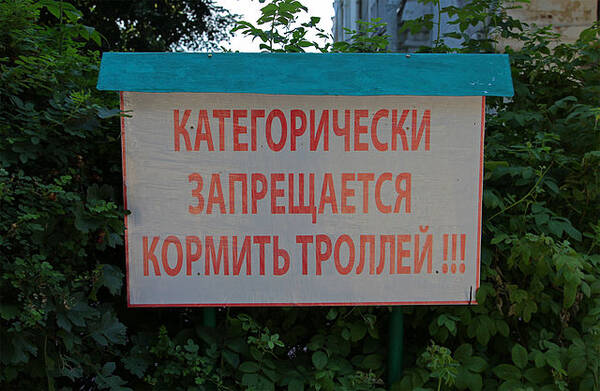 КАТЕГОРИЧЕСКИ
ЗАПРЕЩАЕТСЯ
КОРМИТЬ ТРОЛЛЕЙ !!!